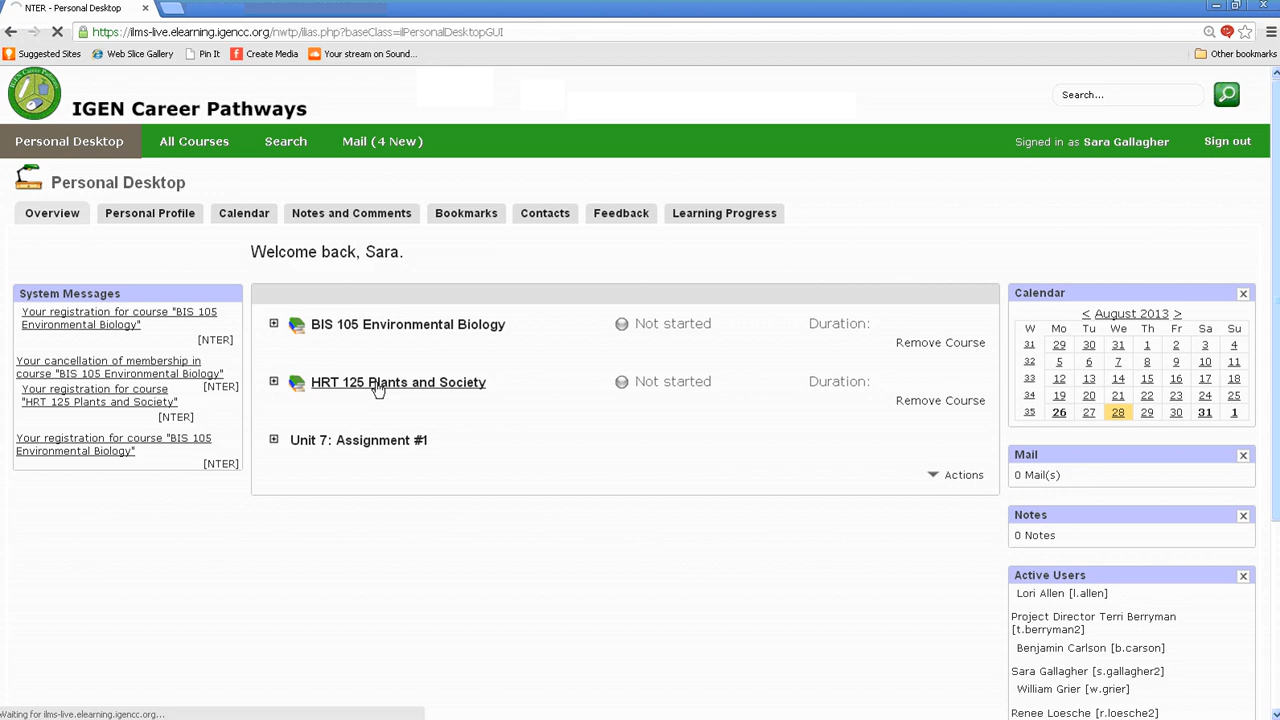 NTER - Personal Desktop
https://ilms-live.elearning.igencc.org/nwtp/ilias.php?baseClass=ilPersonalDesktopGUI
Suggested Sites Web Slice Gallery Pin It Create Media Your stream on Sound... Other bookmarks
IGEN Career Pathways
Search...
Personal Desktop All Courses Search Mail (4 New) Signed in as Sara Gallagher Sign out
Personal Desktop
Overview Personal Profile Calendar Notes and Comments Bookmarks Contacts Feedback Learning Progress
Welcome back, Sara.
System Messages
Your registration for course "BIS 105
Environmental Biology"
[NTER]
Your cancellation of membership in
course "BIS 105 Environmental Biology"
[NTER]
Your registration for course
"HRT 125 Plants and Society"
[NTER]
Your registration for course "BIS 105
Environmental Biology"
[NTER]
BIS 105 Environmental Biology Not started Duration:
Remove Course
HRT 125 Plants and Society Not started Duration:
Remove Course
Unit 7: Assignment #1
Actions
Calendar
< August 2013 >
W Mo Tu We Th Fr Sa Su
31 29 30 31 1 2 3 4
32 5 6 7 8 9 10 11
33 12 13 14 15 16 17 18
34 19 20 21 22 23 24 25
35 26 27 28 29 30 31 1
Mail
0 Mail(s)
Notes
0 Notes
Active Users
Lori Allen [l.allen]
Project Director Terri Berryman
[t.berryman2]
Benjamin Carlson [b.carson]
Sara Gallagher [s.gallagher2]
William Grier [w.grier]
Renee Loesche [r.loesche2]
Waiting for ilms-live.elearning.igencc.org...